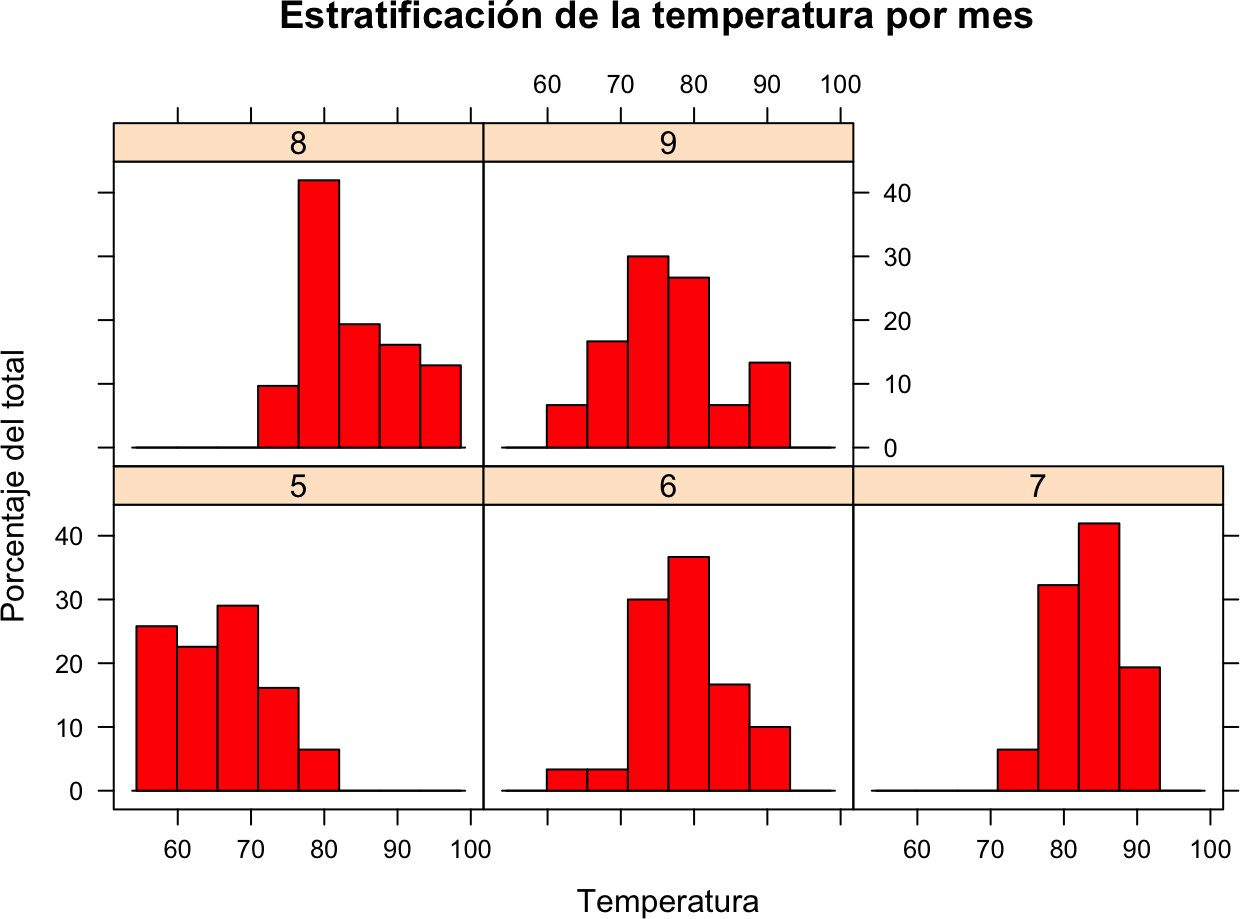 Estratificación de la temperatura por mes
60 70 80 90 100
8 9
40
30
20
10
0
5 6 7
40
30
20
10
0
60 70 80 90 100 60 70 80 90 100
Temperatura
Porcentaje del total